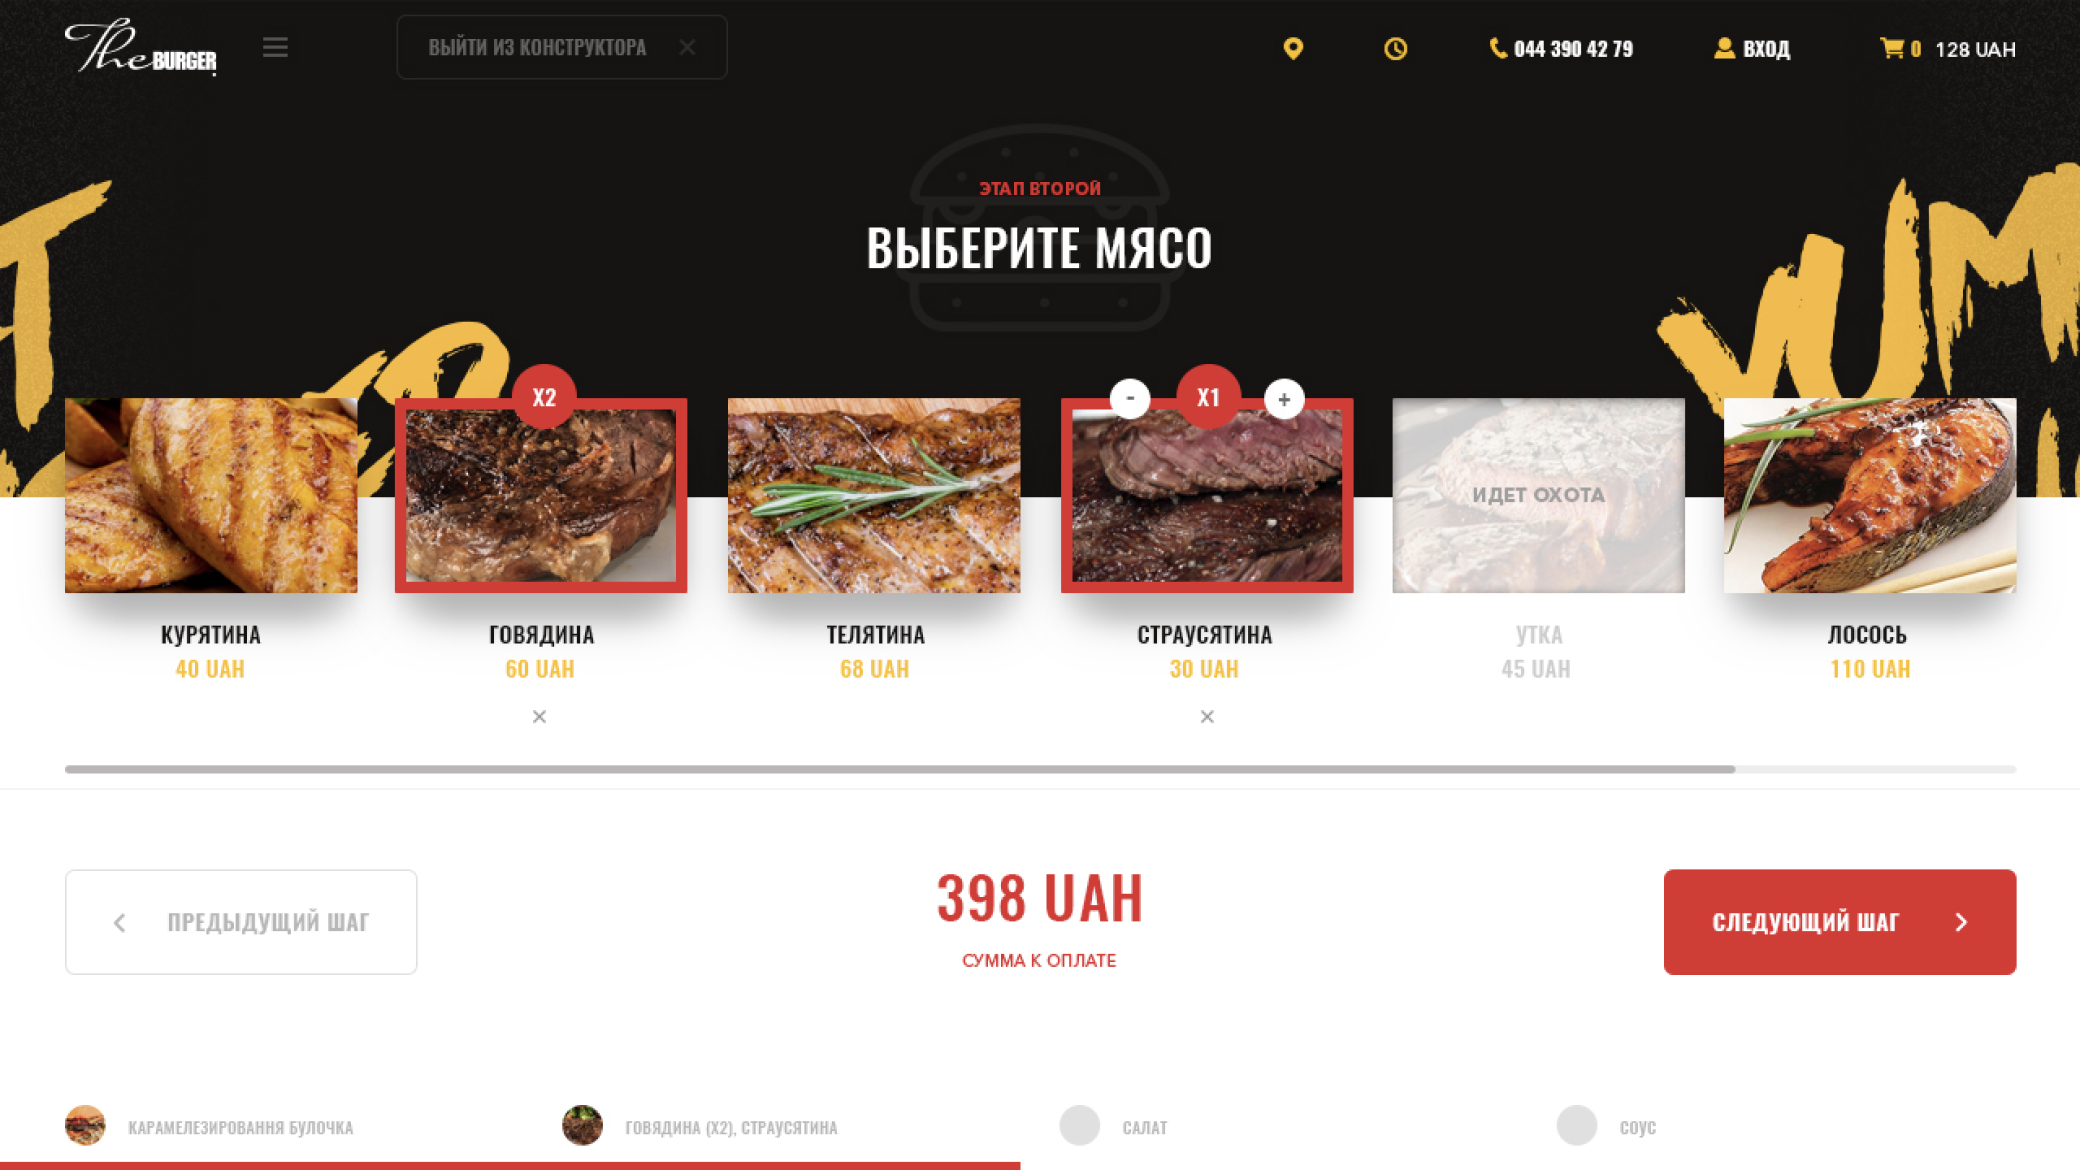 The BURGER
ВЫЙТИ ИЗ КОНСТРУКТОРА
044 390 42 79
ВХОД
0 128 UAH
ЭТАП ВТОРОЙ
ВЫБЕРИТЕ МЯСО
YUM
X2
-
X1
+
ИДЕТ ОХОТА
КУРЯТИНА
40 UAH
ГОВЯДИНА
60 UAH
ТЕЛЯТИНА
68 UAH
СТРАУСЯТИНА
30 UAH
УТКА
45 UAH
ЛОСОСЬ
110 UAH
ПРЕДЫДУЩИЙ ШАГ
398 UAH
СУММА К ОПЛАТЕ
СЛЕДУЮЩИЙ ШАГ
КАРАМЕЛЕЗИРОВАННЯ БУЛОЧКА
ГОВЯДИНА (X2), СТРАУСЯТИНА
САЛАТ
СОУС